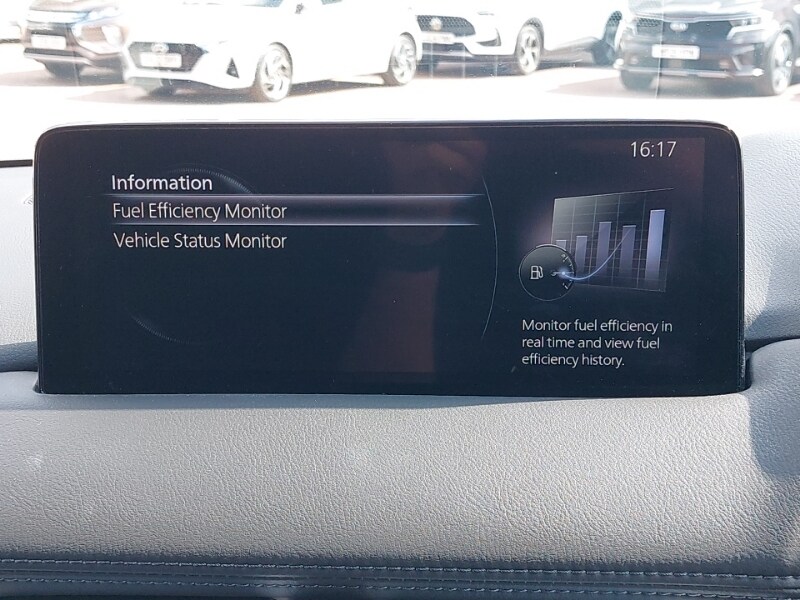 16:17
Information
Fuel Efficiency Monitor
Vehicle Status Monitor
Monitor fuel efficiency in
real time and view fuel
efficiency history.